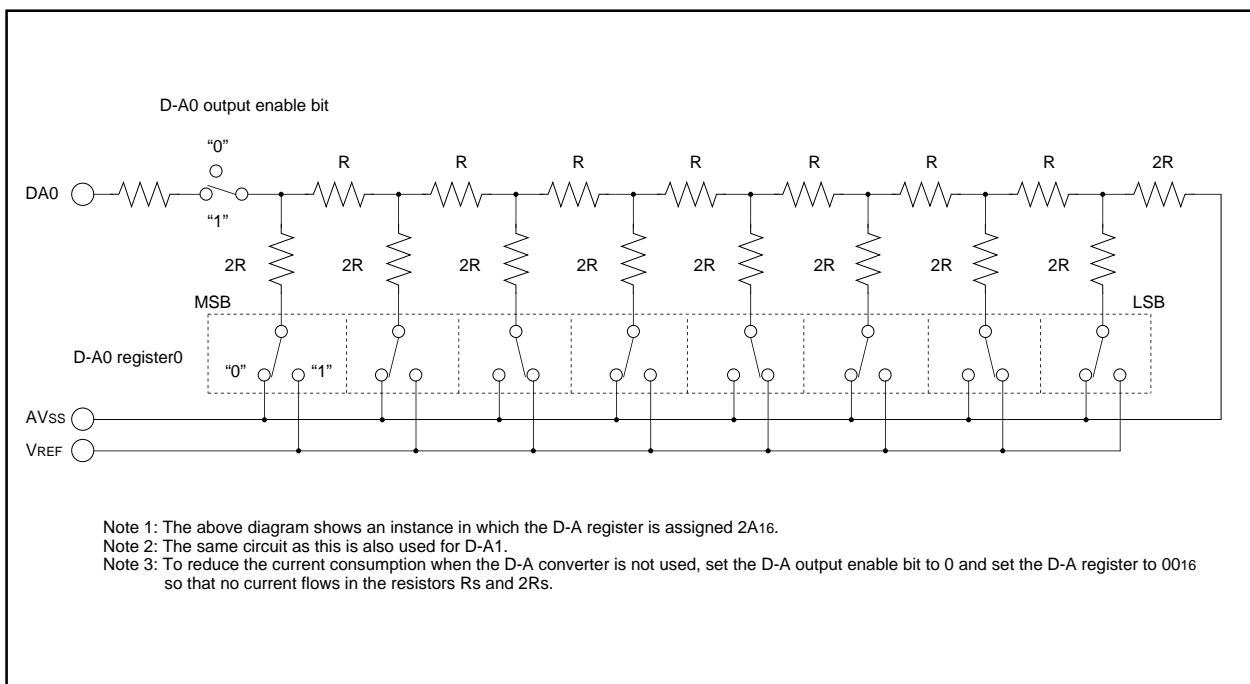 D-A0 output enable bit
“0”
R R R R R R R 2R
DA0
“1”
2R 2R 2R 2R 2R 2R 2R 2R
MSB LSB
D-A0 register0
“0” “1”
AVSS
VREF
Note 1: The above diagram shows an instance in which the D-A register is assigned 2A16.
Note 2: The same circuit as this is also used for D-A1.
Note 3: To reduce the current consumption when the D-A converter is not used, set the D-A output enable bit to 0 and set the D-A register to 0016
so that no current flows in the resistors Rs and 2Rs.